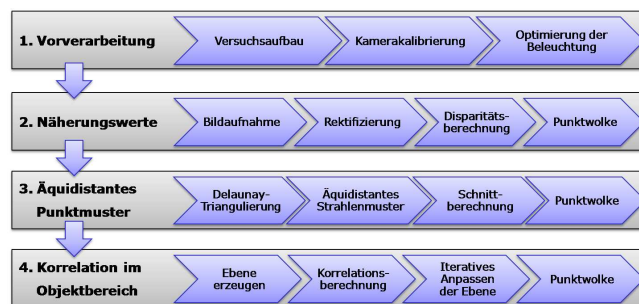 1. Vorverarbeitung
Versuchsaufbau
Kamerakalibrierung
Optimierung der
Beleuchtung
2. Näherungswerte
Bildaufnahme
Rektifizierung
Disparitäts-
berechnung
Punktwolke
3. Äquidistantes
Punktmuster
Delaunay-
Triangulierung
Äquidistantes
Strahlenmuster
Schnitt-
berechnung
Punktwolke
4. Korrelation im
Objektbereich
Ebene
erzeugen
Korrelations-
berechnung
Iteratives
Anpassen
der Ebene
Punktwolke